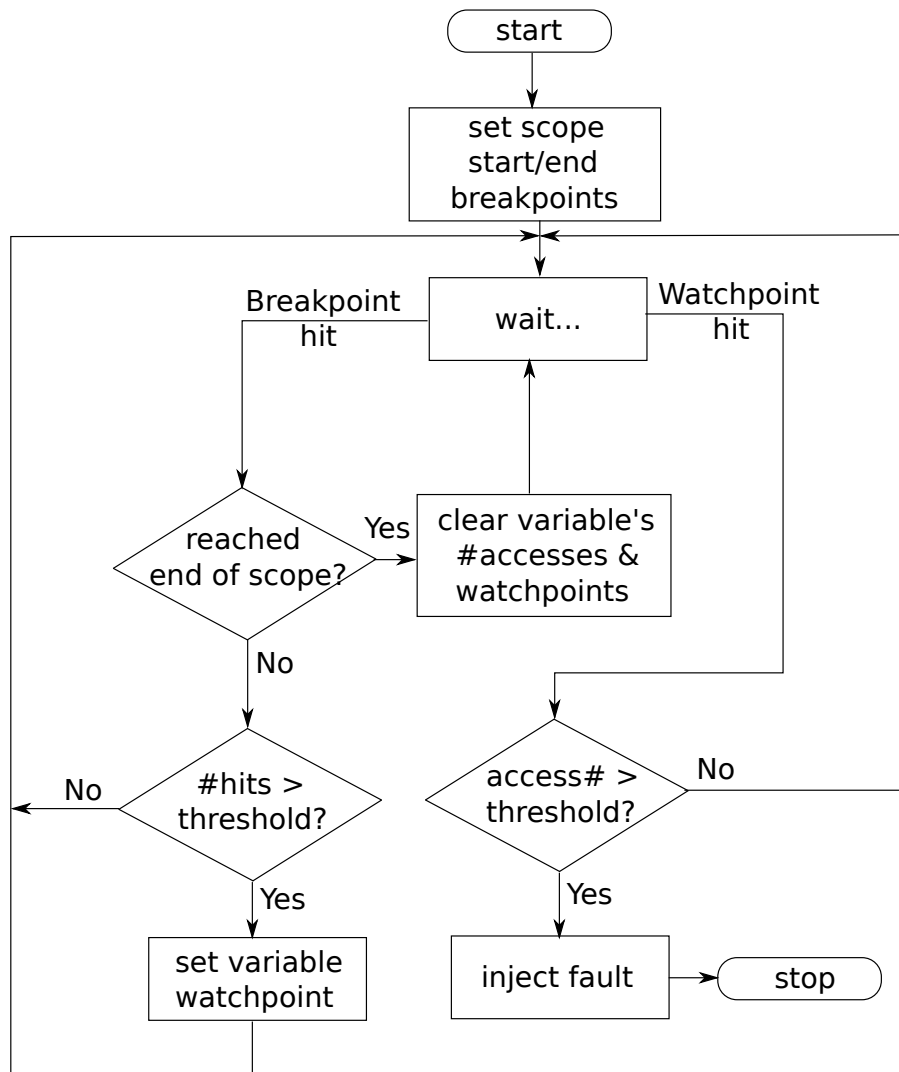 start
set scope
start/end
breakpoints
Breakpoint
hit
wait...
Watchpoint
hit
reached
end of scope?
Yes
clear variable's
#accesses &
watchpoints
No
No
#hits >
threshold?
access# >
threshold?
No
Yes
Yes
set variable
watchpoint
inject fault
stop